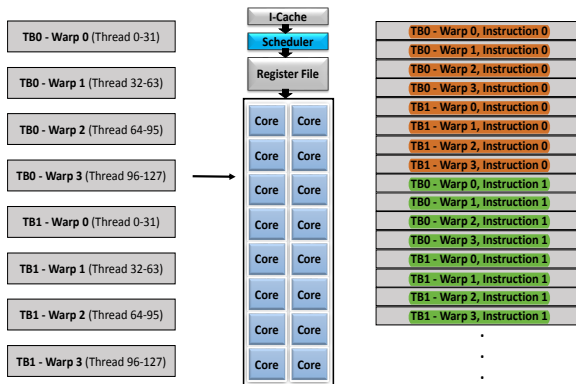 TB0 - Warp 0 (Thread 0-31)
TB0 - Warp 1 (Thread 32-63)
TB0 - Warp 2 (Thread 64-95)
TB0 - Warp 3 (Thread 96-127)
TB1 - Warp 0 (Thread 0-31)
TB1 - Warp 1 (Thread 32-63)
TB1 - Warp 2 (Thread 64-95)
TB1 - Warp 3 (Thread 96-127)
I-Cache
Scheduler
Register File
Core Core
Core Core
Core Core
Core Core
Core Core
Core Core
Core Core
Core Core
TB0 - Warp 0, Instruction 0
TB0 - Warp 1, Instruction 0
TB0 - Warp 2, Instruction 0
TB0 - Warp 3, Instruction 0
TB1 - Warp 0, Instruction 0
TB1 - Warp 1, Instruction 0
TB1 - Warp 2, Instruction 0
TB1 - Warp 3, Instruction 0
TB0 - Warp 0, Instruction 1
TB0 - Warp 1, Instruction 1
TB0 - Warp 2, Instruction 1
TB0 - Warp 3, Instruction 1
TB1 - Warp 0, Instruction 1
TB1 - Warp 1, Instruction 1
TB1 - Warp 2, Instruction 1
TB1 - Warp 3, Instruction 1
.
.
.